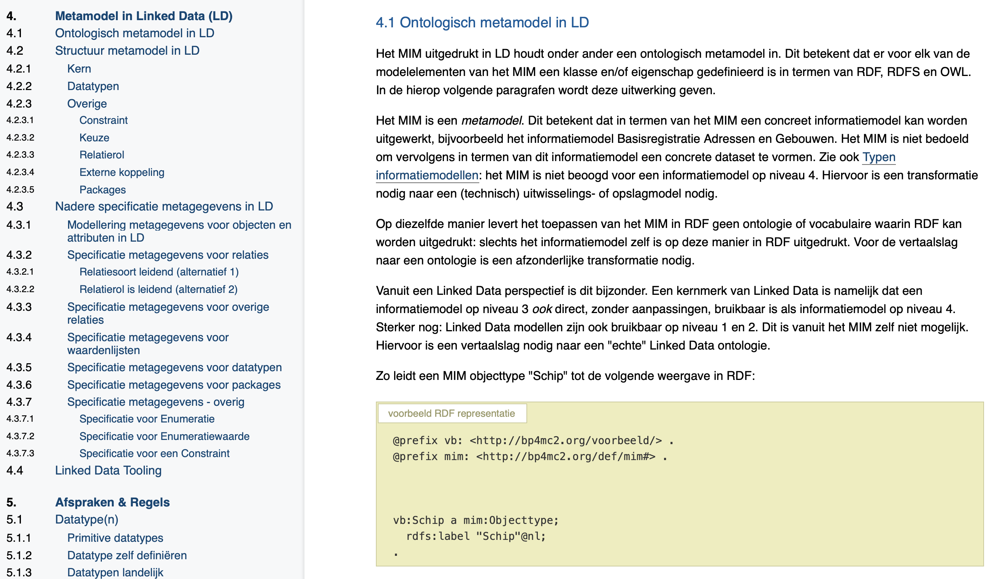 4. Metamodel in Linked Data (LD)
4.1 Ontologisch metamodel in LD
4.2 Structuur metamodel in LD
4.2.1 Kern
4.2.2 Datatypen
4.2.3 Overige
4.2.3.1 Constraint
4.2.3.2 Keuze
4.2.3.3 Relatierol
4.2.3.4 Externe koppeling
4.2.3.5 Packages
4.3 Nadere specificatie metagegevens in LD
4.3.1 Modellering metagegevens voor objecten en
attributen in LD
4.3.2 Specificatie metagegevens voor relaties
4.3.2.1 Relatiesoort leidend (alternatief 1)
4.3.2.2 Relatierol is leidend (alternatief 2)
4.3.3 Specificatie metagegevens voor overige
relaties
4.3.4 Specificatie metagegevens voor
waardenlijsten
4.3.5 Specificatie metagegevens voor datatypen
4.3.6 Specificatie metagegevens voor packages
4.3.7 Specificatie metagegevens - overig
4.3.7.1 Specificatie voor Enumeratie
4.3.7.2 Specificatie voor Enumeratiewaarde
4.3.7.3 Specificatie voor een Constraint
4.4 Linked Data Tooling
5. Afspraken & Regels
5.1 Datatype(n)
5.1.1 Primitive datatypes
5.1.2 Datatype zelf definiëren
5.1.3 Datatypen landelijk
4.1 Ontologisch metamodel in LD
Het MIM uitgedrukt in LD houdt onder ander een ontologisch metamodel in. Dit betekent dat er voor elk van de
modelelementen van het MIM een klasse en/of eigenschap gedefinieerd is in termen van RDF, RDFS en OWL.
In de hierop volgende paragrafen wordt deze uitwerking geven.
Het MIM is een metamodel. Dit betekent dat in termen van het MIM een concreet informatiemodel kan worden
uitgewerkt, bijvoorbeeld het informatiemodel Basisregistratie Adressen en Gebouwen. Het MIM is niet bedoeld
om vervolgens in termen van dit informatiemodel een concrete dataset te vormen. Zie ook Typen
informatiemodellen: het MIM is niet beoogd voor een informatiemodel op niveau 4. Hiervoor is een transformatie
nodig naar een (technisch) uitwisselings- of opslagmodel nodig.
Op diezelfde manier levert het toepassen van het MIM in RDF geen ontologie of vocabulaire waarin RDF kan
worden uitgedrukt: slechts het informatiemodel zelf is op deze manier in RDF uitgedrukt. Voor de vertaalslag
naar een ontologie is een afzonderlijke transformatie nodig.
Vanuit een Linked Data perspectief is dit bijzonder. Een kernmerk van Linked Data is namelijk dat een
informatiemodel op niveau 3 ook direct, zonder aanpassingen, bruikbaar is als informatiemodel op niveau 4.
Sterker nog: Linked Data modellen zijn ook bruikbaar op niveau 1 en 2. Dit is vanuit het MIM zelf niet mogelijk.
Hiervoor is een vertaalslag nodig naar een "echte" Linked Data ontologie.
Zo leidt een MIM objecttype "Schip" tot de volgende weergave in RDF:
voorbeeld RDF representatie
@prefix vb: <http://bp4mc2.org/voorbeeld/> .
@prefix mim: <http://bp4mc2.org/def/mim#> .
vb:Schip a mim:Objecttype;
rdfs:label "Schip"@nl;
.